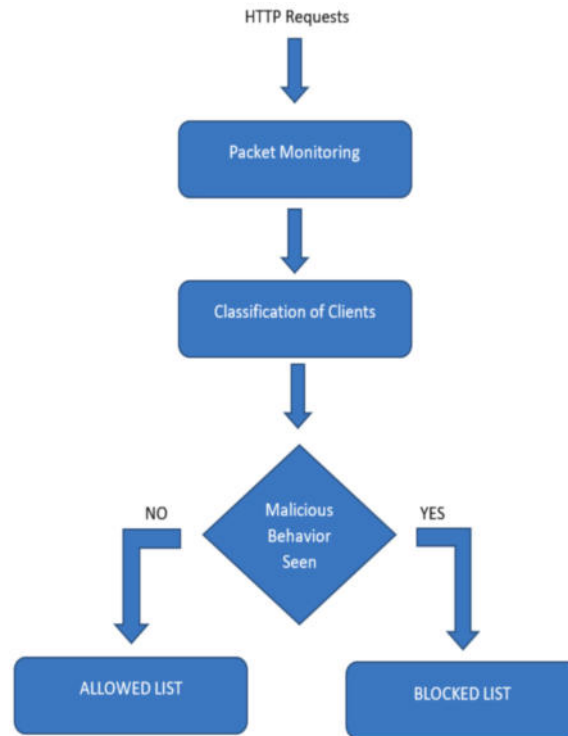 HTTP Requests
Packet Monitoring
Classification of Clients
Malicious
Behavior
Seen
NO
YES
ALLOWED LIST
BLOCKED LIST